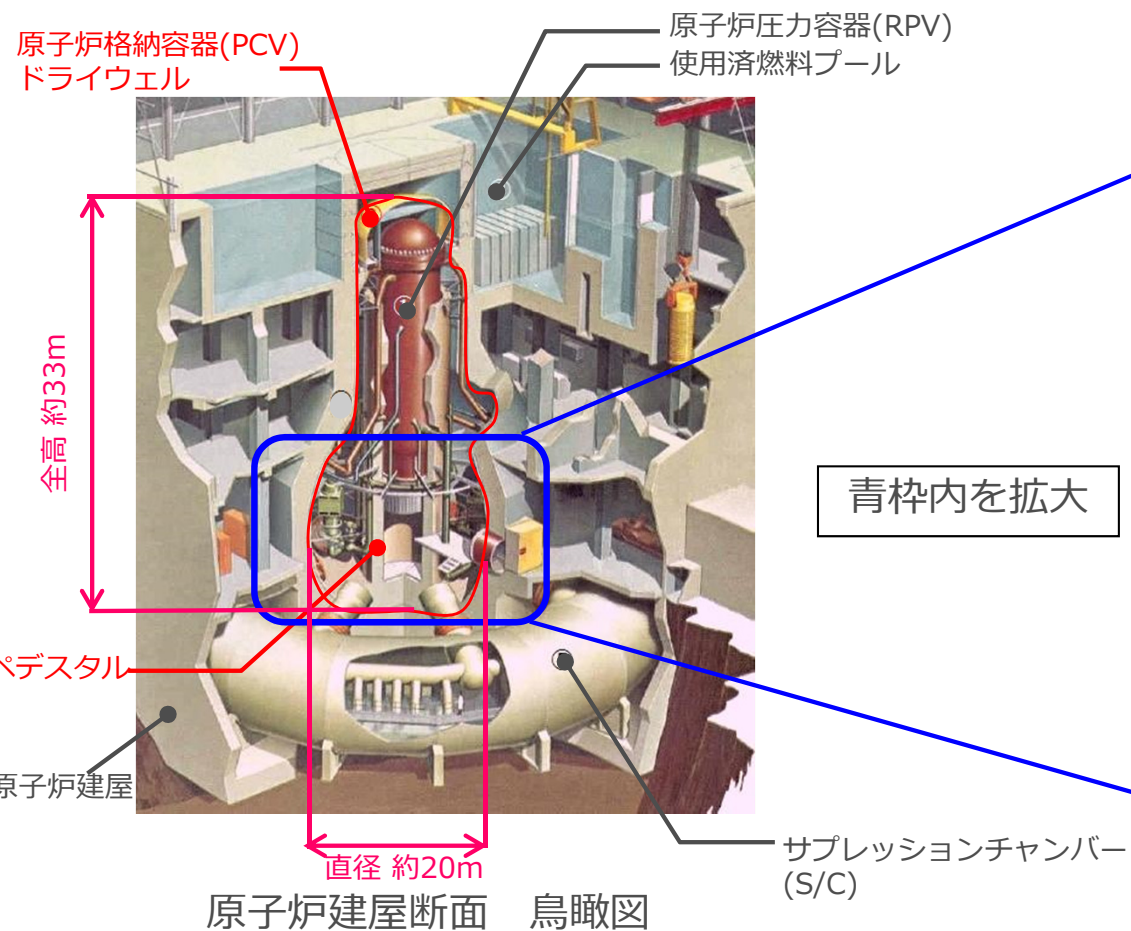 原子炉圧力容器(RPV)
原子炉格納容器(PCV)
ドライウェル
使用済燃料プール
全高 約33m
青枠内を拡大
ペデスタル
原子炉建屋
サプレッションチャンバー
(S/C)
直径 約20m
原子炉建屋断面　鳥瞰図